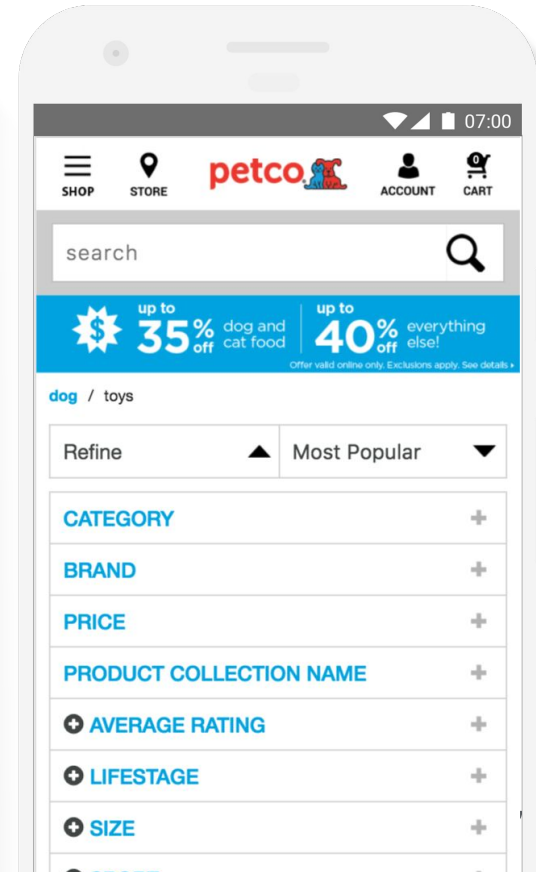 07:00
SHOP
STORE
petco
ACCOUNT
0
CART
search
$
up to
35% off dog and cat food
up to
40% off everything else!
Offer valid online only. Exclusions apply. See details ›
dog / toys
Refine
Most Popular
CATEGORY
BRAND
PRICE
PRODUCT COLLECTION NAME
AVERAGE RATING
LIFESTAGE
SIZE